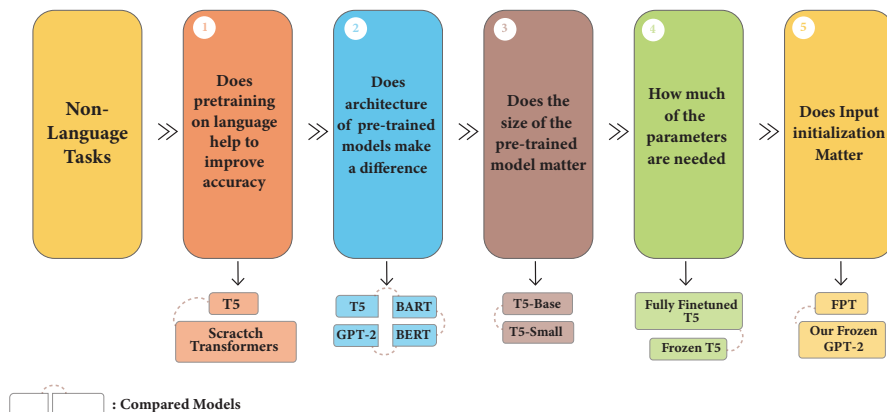 Non-
Language
Tasks
1
Does
pretraining
on language
help to
improve
accuracy
2
Does
architecture
of pre-trained
models make
a difference
3
Does the
size of the
pre-trained
model matter
4
How much
of the
parameters
are needed
5
Does Input
initialization
Matter
T5
Scractch
Transformers
T5
BART
GPT-2
BERT
T5-Base
T5-Small
Fully Finetuned
T5
Frozen T5
FPT
Our Frozen
GPT-2
: Compared Models